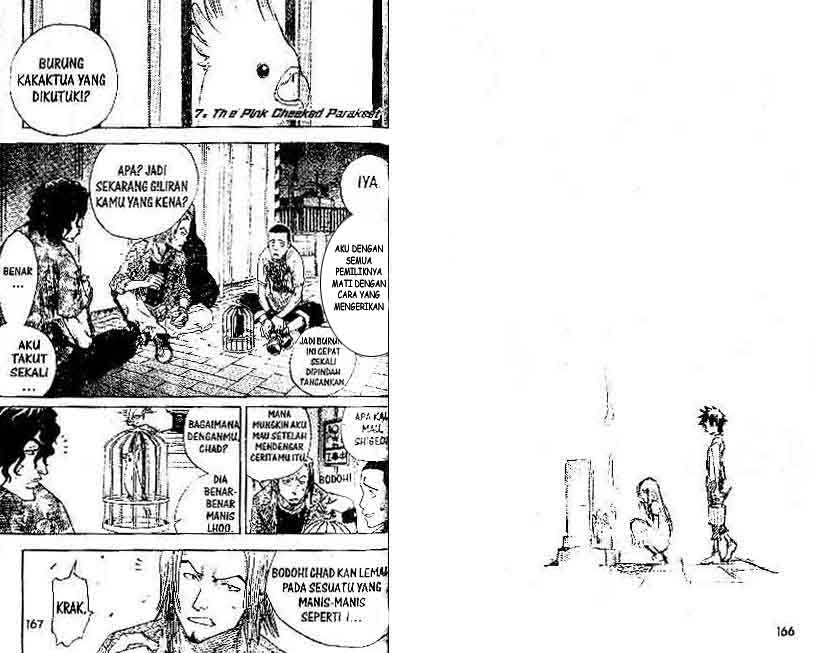 BURUNG
KAKAKTUA YANG
DIKUTUK!?
7. The Pink Cheeked Parakeet
IYA
APA? JADI
SEKARANG GILIRAN
KAMU YANG KENA?
AKU DENGAN
SEMUA
PEMILIKNYA
MATI DENGAN
CARA YANG
MENGERIKAN
BENAR
...
JADI BURUNG
INI CEPAT
SEKALI
DIPINDAH
TANGANKAN.
AKU
TAKUT
SEKALI
...
APA KA
MAU,
SHIGEO
MANA
MUNGKIN AKU
MAU SETELAH
MENDENGAR
CERITAMU ITU.
BODOH!
BAGAIMANA
DENGANMU,
CHAD?
DIA
BENAR-
BENAR
MANIS
LHOO.
BODOH! CHAD KAN LEMAH
PADA SESUATU YANG
MANIS-MANIS
SEPERTI I...
KRAK.
167
166